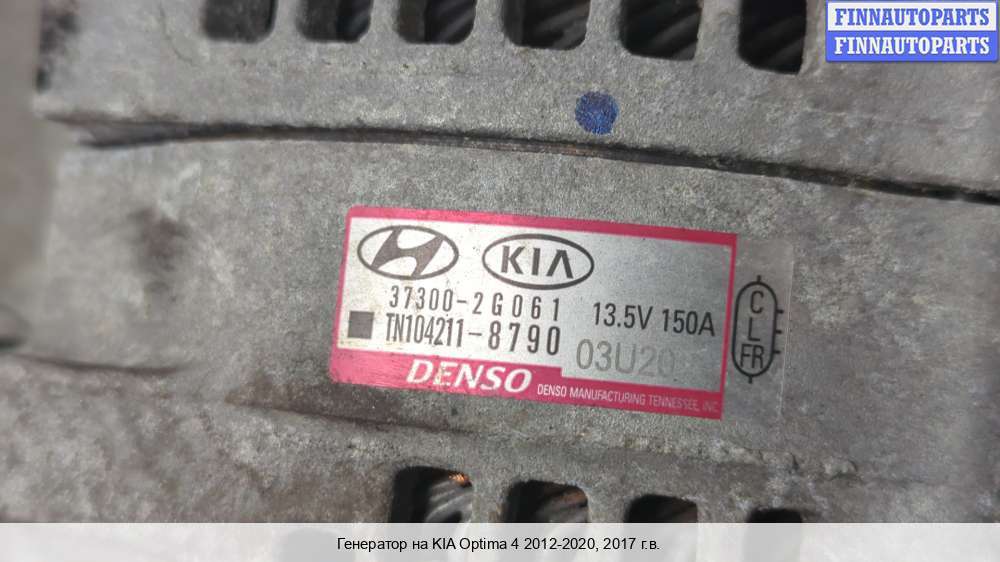 FINNAUTOPARTS
FINNAUTOPARTS
KIA
37300-2G061 13.5V 150A
TN104211-8790 03U20
DENSO DENSO MANUFACTURING TENNESSEE, INC
C
L
FR
Генератор на KIA Optima 4 2012-2020, 2017 г.в.